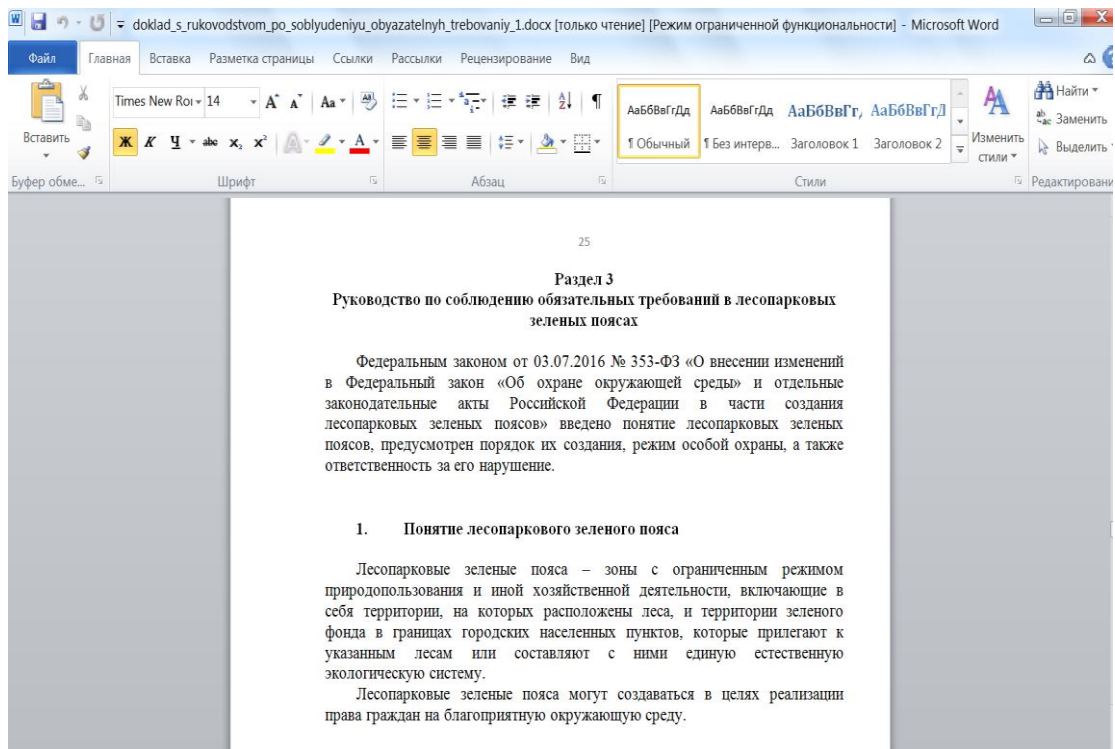 doklad_s_rukovodstvom_po_soblyudeniyu_obyazatelnyh_trebovaniy_1.docx [только чтение] [Режим ограниченной функциональности] - Microsoft Word
Файл Главная Вставка Разметка страницы Ссылки Рассылки Рецензирование Вид
Times New Roı 14 Aa
Найти
Заменить
Выделить
Вставить
Ж К Ч abc x₂ x² А
АаБбВвГгДд АаБбВвГгДд АаБбВвГг, АаБбВвГгД
¶ Обычный ¶ Без интерв... Заголовок 1 Заголовок 2
Изменить
стили
Буфер обме... Шрифт Абзац Стили Редактировани
25
Раздел 3
Руководство по соблюдению обязательных требований в лесопарковых
зеленых поясах
Федеральным законом от 03.07.2016 № 353-ФЗ «О внесении изменений
в Федеральный закон «Об охране окружающей среды» и отдельные
законодательные акты Российской Федерации в части создания
лесопарковых зеленых поясов» введено понятие лесопарковых зеленых
поясов, предусмотрен порядок их создания, режим особой охраны, а также
ответственность за его нарушение.
1. Понятие лесопаркового зеленого пояса
Лесопарковые зеленые пояса – зоны с ограниченным режимом
природопользования и иной хозяйственной деятельности, включающие в
себя территории, на которых расположены леса, и территории зеленого
фонда в границах городских населенных пунктов, которые прилегают к
указанным лесам или составляют с ними единую естественную
экологическую систему.
Лесопарковые зеленые пояса могут создаваться в целях реализации
права граждан на благоприятную окружающую среду.